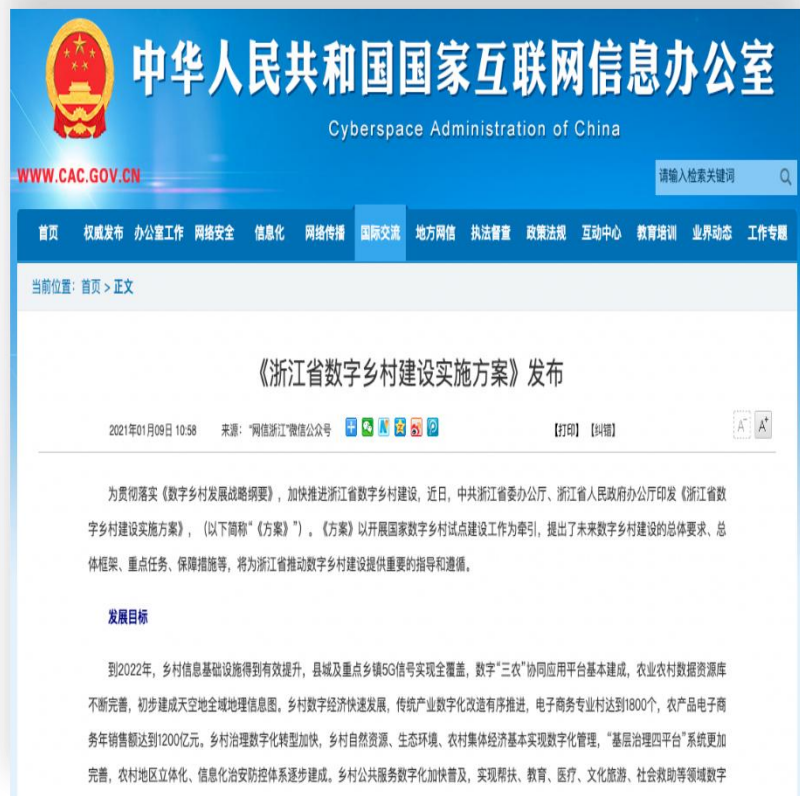 中华人民共和国国家互联网信息办公室
Cyberspace Administration of China
WWW.CAC.GOV.CN
请输入检索关键词
首页 权威发布 办公室工作 网络安全 信息化 网络传播 国际交流 地方网信 执法督查 政策法规 互动中心 教育培训 业界动态 工作专题
当前位置：首页 > 正文
《浙江省数字乡村建设实施方案》发布
2021年01月09日 10:58 来源：“网信浙江”微信公众号 【打印】【纠错】 A- A+
为贯彻落实《数字乡村发展战略纲要》，加快推进浙江省数字乡村建设，近日，中共浙江省委办公厅、浙江省人民政府办公厅印发《浙江省数
字乡村建设实施方案》，（以下简称“《方案》”）。《方案》以开展国家数字乡村试点建设工作为牵引，提出了未来数字乡村建设的总体要求、总
体框架、重点任务、保障措施等，将为浙江省推动数字乡村建设提供重要的指导和遵循。
发展目标
到2022年，乡村信息基础设施得到有效提升，县城及重点乡镇5G信号实现全覆盖，数字“三农”协同应用平台基本建成，农业农村数据资源库
不断完善，初步建成天空地全域地理信息图。乡村数字经济快速发展，传统产业数字化改造有序推进，电子商务专业村达到1800个，农产品电子商
务年销售额达到1200亿元。乡村治理数字化转型加快，乡村自然资源、生态环境、农村集体经济基本实现数字化管理，“基层治理四平台”系统更加
完善，农村地区立体化、信息化治安防控体系逐步建成。乡村公共服务数字化加快普及，实现帮扶、教育、医疗、文化旅游、社会救助等领域数字